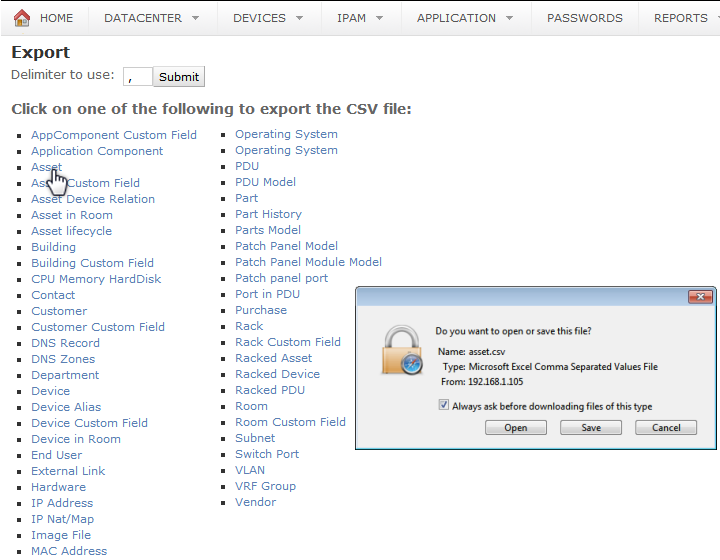 HOME DATACENTER DEVICES IPAM APPLICATION PASSWORDS REPORTS
Export
Delimiter to use: , Submit
Click on one of the following to export the CSV file:
AppComponent Custom Field
Application Component
Asset
Asset Custom Field
Asset Device Relation
Asset in Room
Asset lifecycle
Building
Building Custom Field
CPU Memory HardDisk
Contact
Customer
Customer Custom Field
DNS Record
DNS Zones
Department
Device
Device Alias
Device Custom Field
Device in Room
End User
External Link
Hardware
IP Address
IP Nat/Map
Image File
MAC Address
Operating System
Operating System
PDU
PDU Model
Part
Part History
Parts Model
Patch Panel Model
Patch Panel Module Model
Patch panel port
Port in PDU
Purchase
Rack
Rack Custom Field
Racked Asset
Racked Device
Racked PDU
Room
Room Custom Field
Subnet
Switch Port
VLAN
VRF Group
Vendor
Do you want to open or save this file?
Name: asset.csv
Type: Microsoft Excel Comma Separated Values File
From: 192.168.1.105
Always ask before downloading files of this type
Open Save Cancel